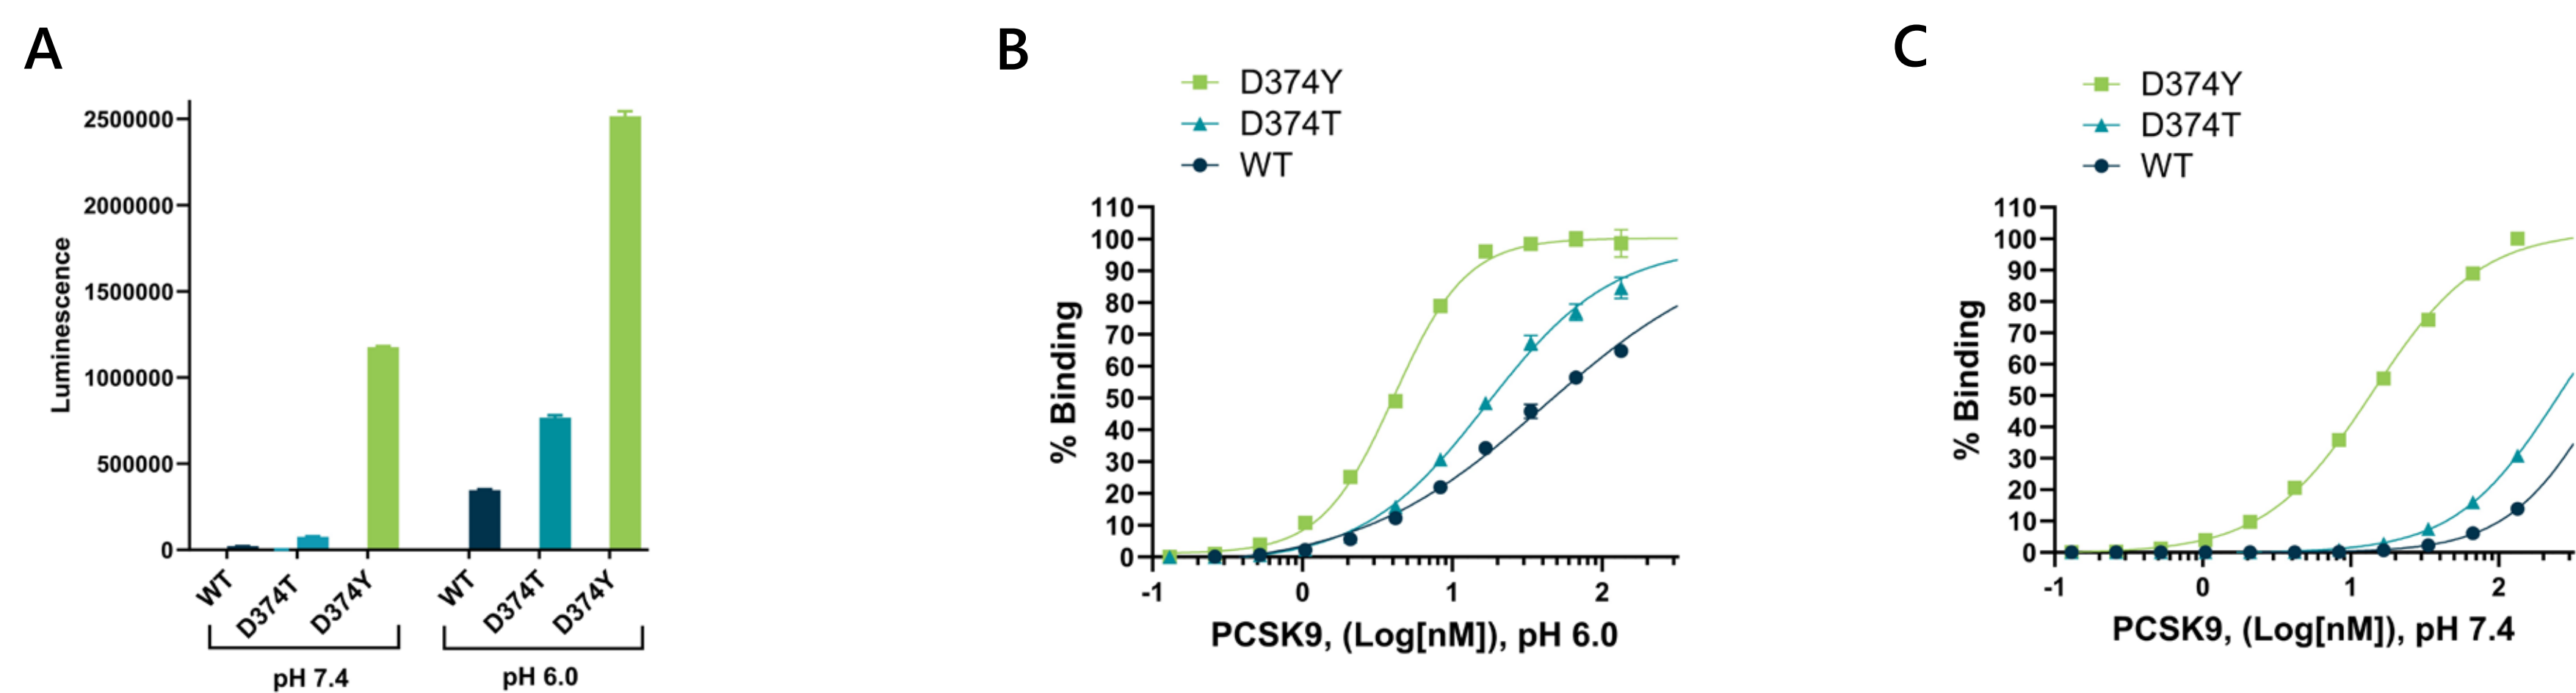 A
Luminescence
2500000
2000000
1500000
1000000
500000
0
WT
D374T
D374Y
WT
D374T
D374Y
pH 7.4
pH 6.0
B
D374Y
D374T
WT
% Binding
110
100
90
80
70
60
50
40
30
20
10
0
-1
0
1
2
PCSK9, (Log[nM]), pH 6.0
C
D374Y
D374T
WT
% Binding
110
100
90
80
70
60
50
40
30
20
10
0
-1
0
1
2
PCSK9, (Log[nM]), pH 7.4